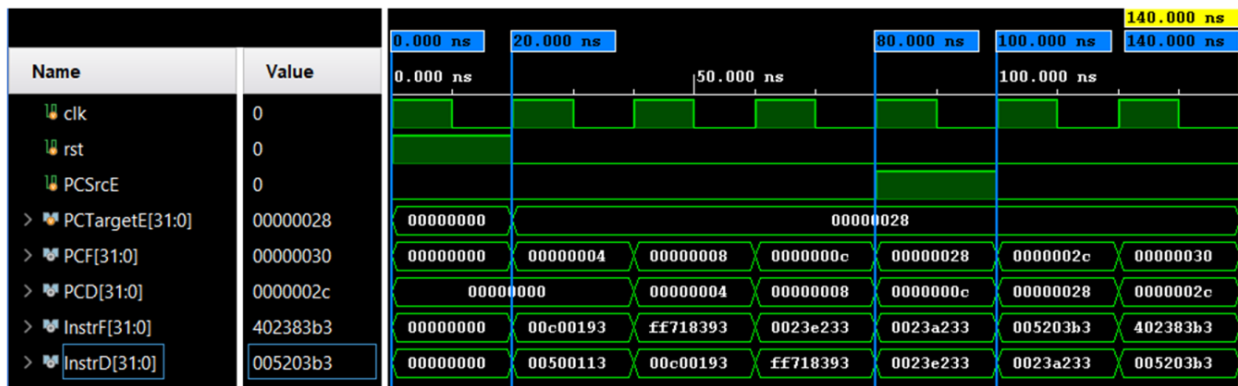 140.000 ns
0.000 ns 20.000 ns 80.000 ns 100.000 ns 140.000 ns
Name Value 0.000 ns 50.000 ns 100.000 ns
clk 0
rst 0
PCSrcE 0
PCTargetE[31:0] 00000028 00000000 00000028
PCF[31:0] 00000030 00000000 00000004 00000008 0000000c 00000028 0000002c 00000030
PCD[31:0] 0000002c 00000000 00000004 00000008 0000000c 00000028 0000002c
InstrF[31:0] 402383b3 00000000 00c00193 ff718393 0023e233 0023a233 005203b3 402383b3
InstrD[31:0] 005203b3 00000000 00500113 00c00193 ff718393 0023e233 0023a233 005203b3